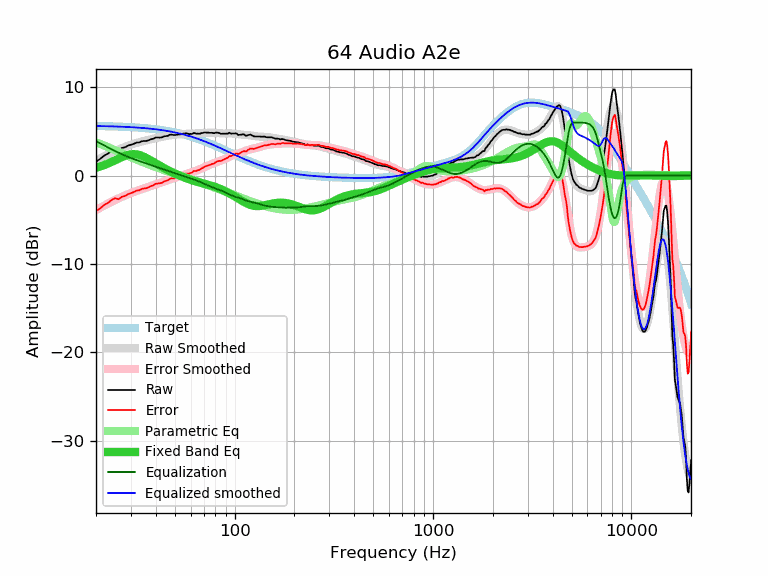 64 Audio A2e
Amplitude (dBr)
10
0
−10
−20
−30
Target
Raw Smoothed
Error Smoothed
Raw
Error
Parametric Eq
Fixed Band Eq
Equalization
Equalized smoothed
100
1000
10000
Frequency (Hz)